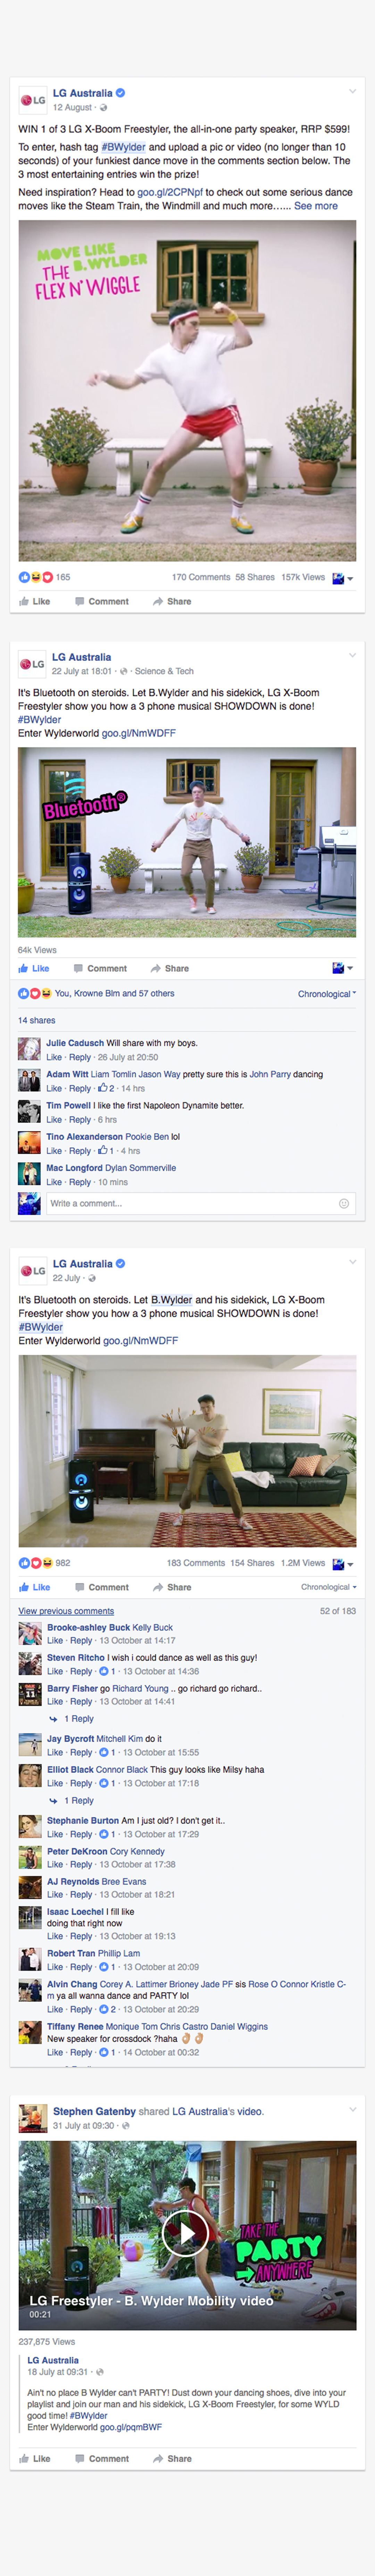 LG
LG Australia
12 August ·
WIN 1 of 3 LG X-Boom Freestyler, the all-in-one party speaker, RRP $599!
To enter, hash tag #BWylder and upload a pic or video (no longer than 10
seconds) of your funkiest dance move in the comments section below. The
3 most entertaining entries win the prize!
Need inspiration? Head to goo.gl/2CPNpf to check out some serious dance
moves like the Steam Train, the Windmill and much more…... See more
MOVE LIKE
THE B.WYLDER
FLEX N' WIGGLE
165
170 Comments 58 Shares 157k Views
Like Comment Share
LG
LG Australia
22 July at 18:01 · · Science & Tech
It's Bluetooth on steroids. Let B.Wylder and his sidekick, LG X-Boom
Freestyler show you how a 3 phone musical SHOWDOWN is done!
#BWylder
Enter Wylderworld goo.gl/NmWDFF
Bluetooth®
64k Views
Like Comment Share
You, Krowne Blm and 57 others
Chronological
14 shares
Julie Cadusch Will share with my boys.
Like · Reply · 26 July at 20:50
Adam Witt Liam Tomlin Jason Way pretty sure this is John Parry dancing
Like · Reply · 2 · 14 hrs
Tim Powell I like the first Napoleon Dynamite better.
Like · Reply · 6 hrs
Tino Alexanderson Pookie Ben lol
Like · Reply · 1 · 4 hrs
Mac Longford Dylan Sommerville
Like · Reply · 10 mins
Write a comment...
LG
LG Australia
22 July ·
It's Bluetooth on steroids. Let B.Wylder and his sidekick, LG X-Boom
Freestyler show you how a 3 phone musical SHOWDOWN is done!
#BWylder
Enter Wylderworld goo.gl/NmWDFF
982
183 Comments 154 Shares 1.2M Views
Like Comment Share
Chronological
View previous comments
52 of 183
Brooke-ashley Buck Kelly Buck
Like · Reply · 13 October at 14:17
Steven Ritcho I wish i could dance as well as this guy!
Like · Reply · 1 · 13 October at 14:36
Barry Fisher go Richard Young .. go richard go richard..
Like · Reply · 13 October at 14:41
1 Reply
Jay Bycroft Mitchell Kim do it
Like · Reply · 1 · 13 October at 15:55
Elliot Black Connor Black This guy looks like Milsy haha
Like · Reply · 1 · 13 October at 17:18
1 Reply
Stephanie Burton Am I just old? I don't get it..
Like · Reply · 1 · 13 October at 17:29
Peter DeKroon Cory Kennedy
Like · Reply · 13 October at 17:38
AJ Reynolds Bree Evans
Like · Reply · 13 October at 18:21
Isaac Loechel I fill like
doing that right now
Like · Reply · 13 October at 19:13
Robert Tran Phillip Lam
Like · Reply · 1 · 13 October at 20:09
Alvin Chang Corey A. Lattimer Brioney Jade PF sis Rose O Connor Kristle C-
m ya all wanna dance and PARTY lol
Like · Reply · 2 · 13 October at 20:29
Tiffany Renee Monique Tom Chris Castro Daniel Wiggins
New speaker for crossdock ?haha 👌👌
Like · Reply · 1 · 14 October at 00:32
Stephen Gatenby shared LG Australia's video.
31 July at 09:30 ·
TAKE THE
PARTY
ANYWHERE
LG Freestyler - B. Wylder Mobility video
00:21
237,875 Views
LG Australia
18 July at 09:31 ·
Ain't no place B Wylder can't PARTY! Dust down your dancing shoes, dive into your
playlist and join our man and his sidekick, LG X-Boom Freestyler, for some WYLD
good time! #BWylder
Enter Wylderworld goo.gl/pqmBWF
Like Comment Share